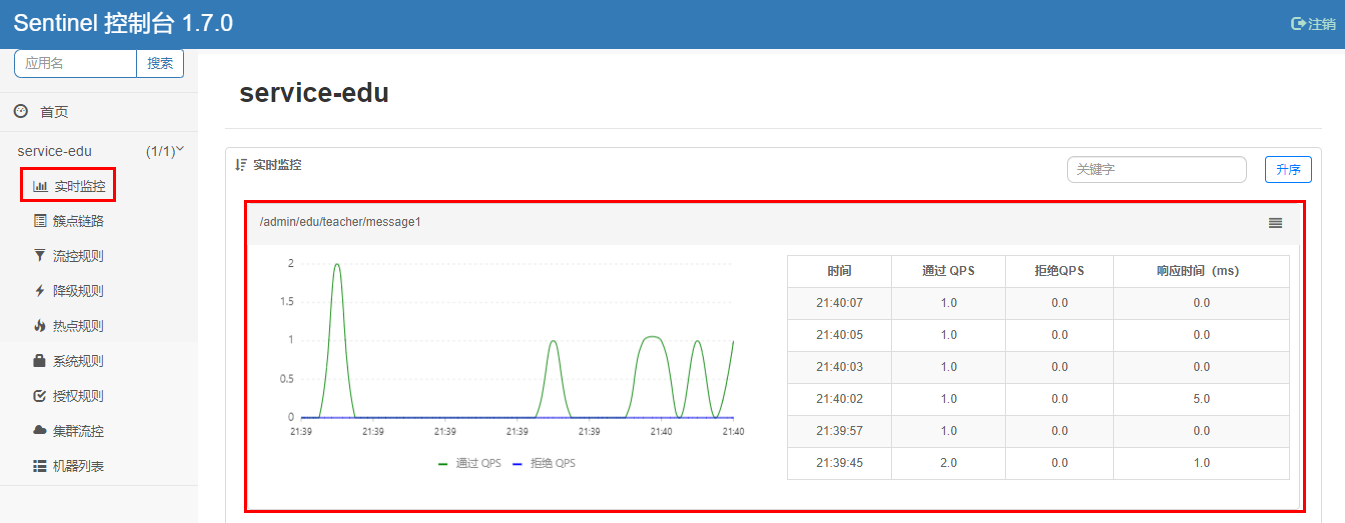 Sentinel 控制台 1.7.0
注销
应用名 搜索
首页
service-edu (1/1)
实时监控
簇点链路
流控规则
降级规则
热点规则
系统规则
授权规则
集群流控
机器列表
service-edu
实时监控 关键字 升序
/admin/edu/teacher/message1
2
1.5
1
0.5
0
21:39 21:39 21:39 21:39 21:39 21:40 21:40
通过 QPS 拒绝 QPS
时间 通过 QPS 拒绝QPS 响应时间（ms）
21:40:07 1.0 0.0 0.0
21:40:05 1.0 0.0 0.0
21:40:03 1.0 0.0 0.0
21:40:02 1.0 0.0 5.0
21:39:57 1.0 0.0 0.0
21:39:45 2.0 0.0 1.0